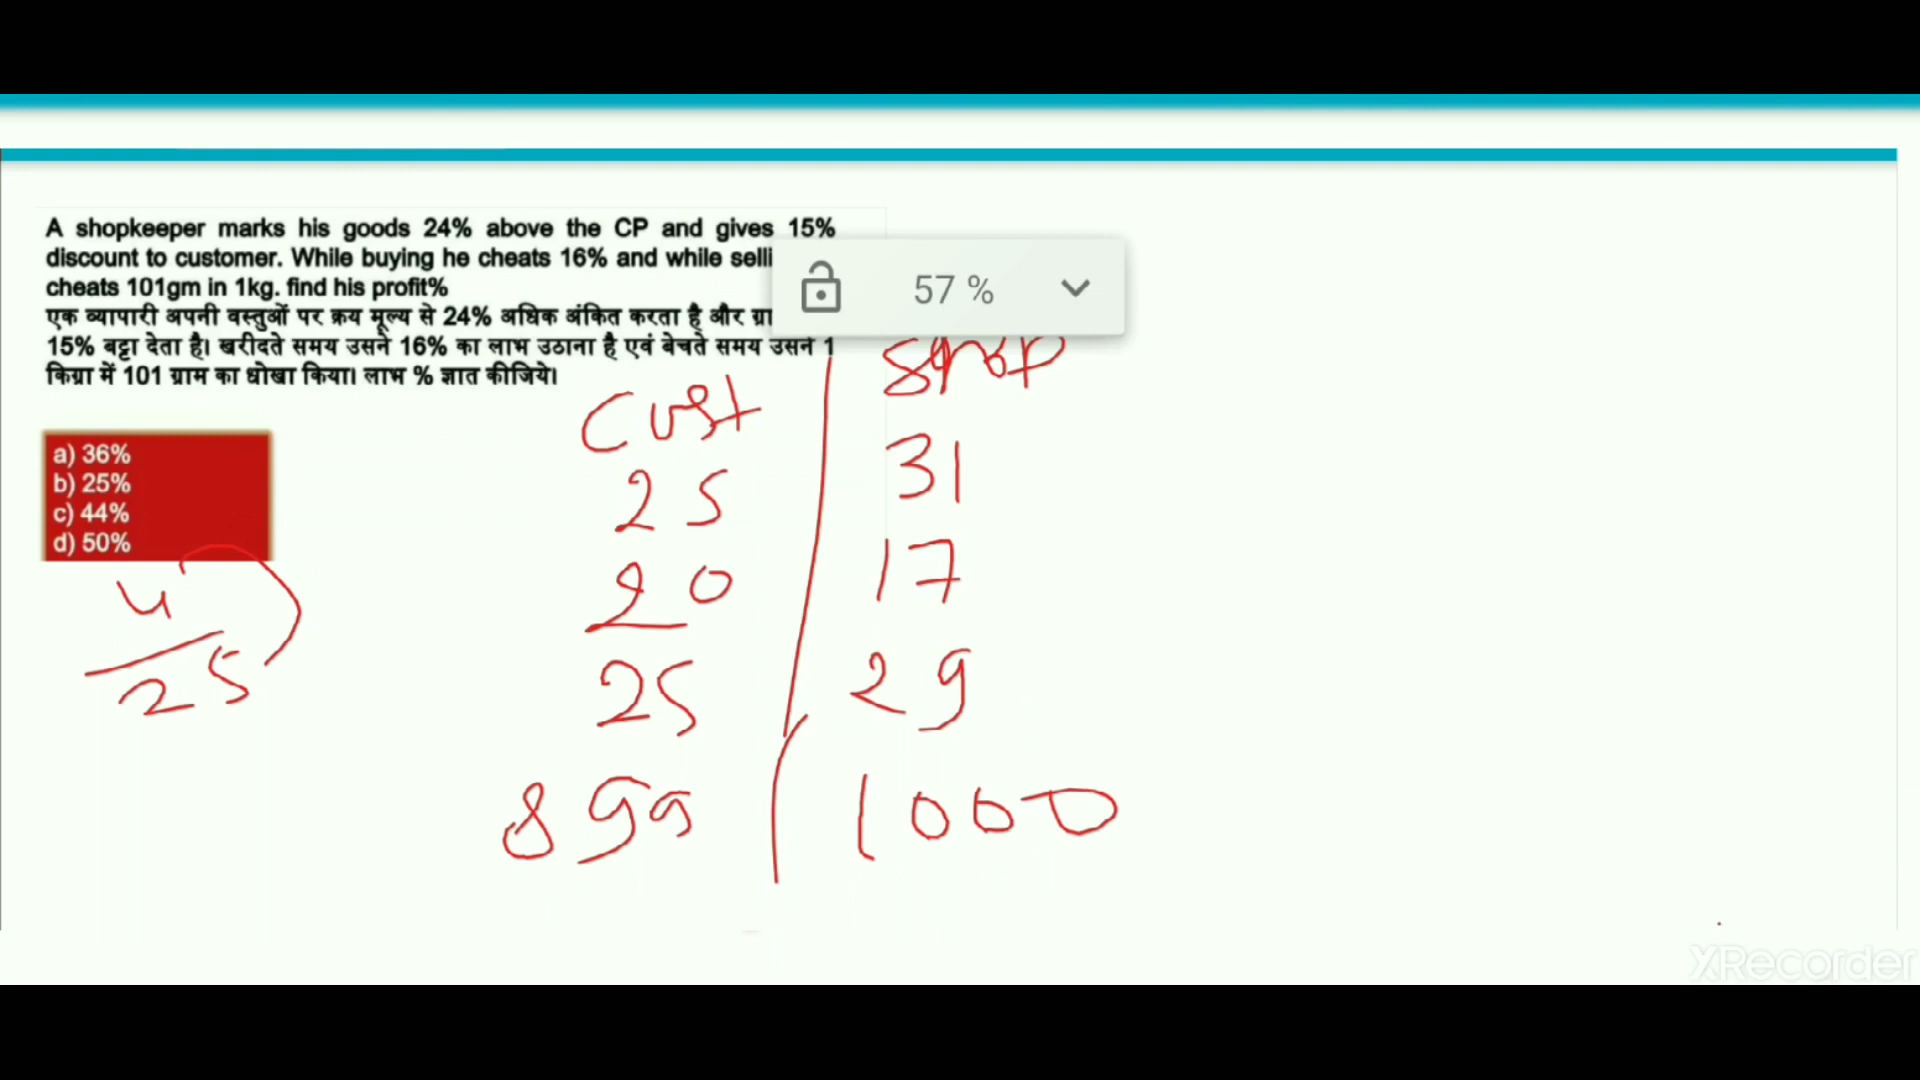 A shopkeeper marks his goods 24% above the CP and gives 15%
discount to customer. While buying he cheats 16% and while
cheats 101gm in 1kg. find his profit%
57 %
एक व्यापारी अपनी वस्तुओं पर क्रय मूल्य से 24% अधिक अंकित करता है और
15% बट्टा देता है। खरीदते समय उसने 16% का लाभ उठाना है एवं बेचते समय उसने 1
किग्रा में 101 ग्राम का धोखा किया। लाभ % ज्ञात कीजिये।
Cust
Shop
a) 36%
b) 25%
c) 44%
d) 50%
25 31
20 17
25 29
899 1000
4
25
XRecorder